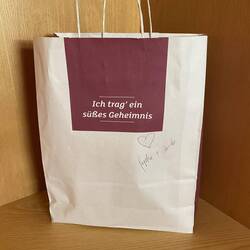 Ich trag' ein
süßes Geheimnis